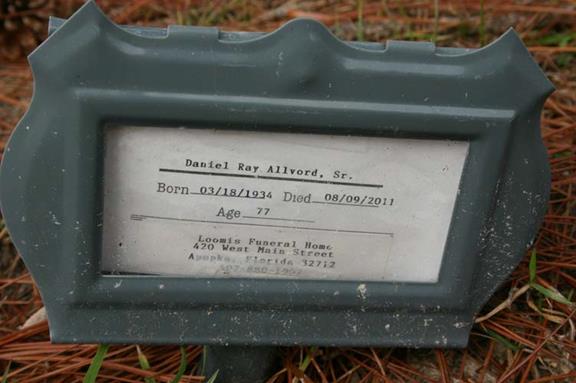 Daniel Ray Allvord, Sr.
Born 03/18/1934 Died 08/09/2011
Age 77
Loomis Funeral Home
420 West Main Street
Apopka, Florida 32712